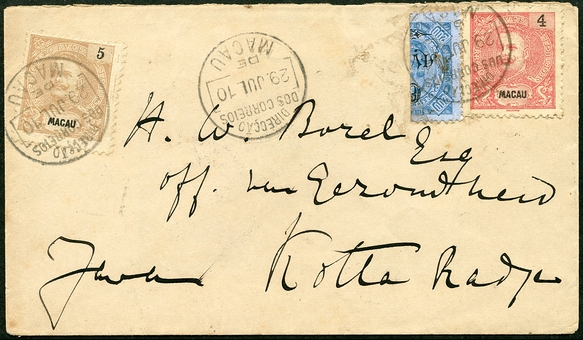 5
MACAU
DIRECÇÃO
DOS CORREIOS
29 JUL 10
DE
MACAU
4
MACAU
H. W. Borel Esq
off. van Gezondheid
Java Kotta Radja